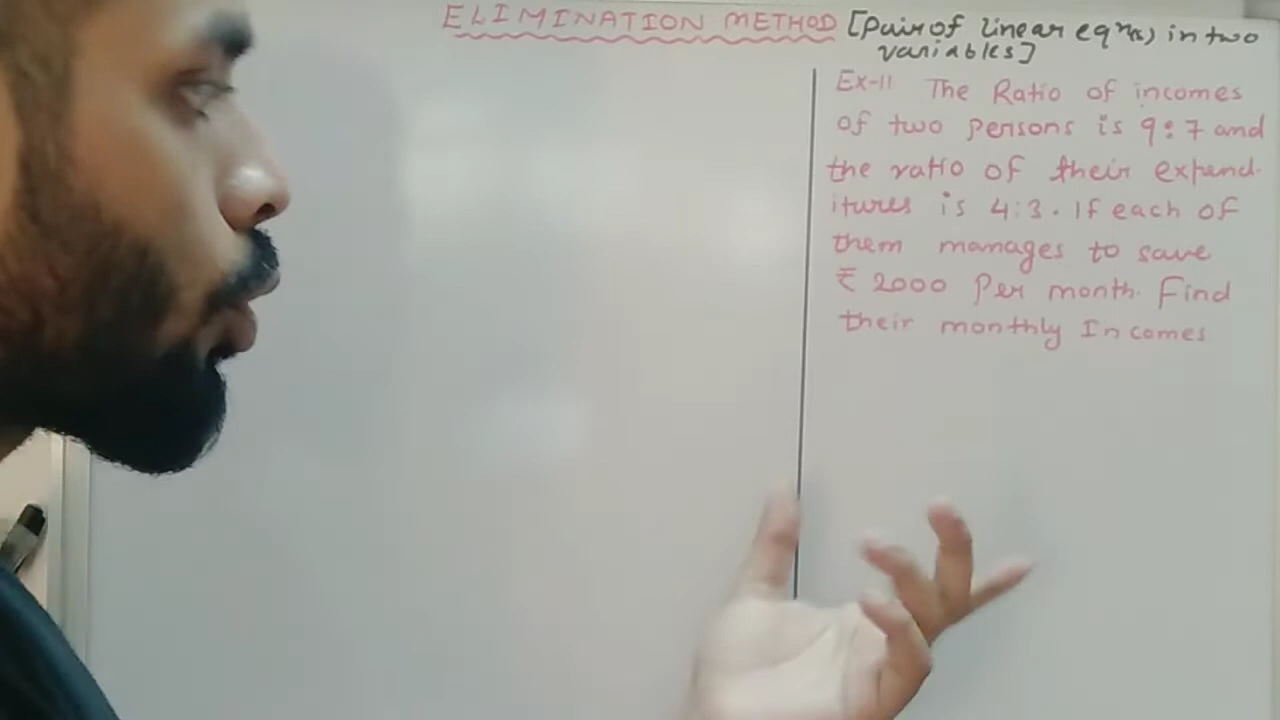 ELIMINATION METHOD [Pair of linear eqn(s) in two
variables]
Ex-11 The Ratio of incomes
of two persons is 9:7 and
the ratio of their expend-
itures is 4:3. If each of
them manages to save
₹ 2000 Per month. Find
their monthly Incomes